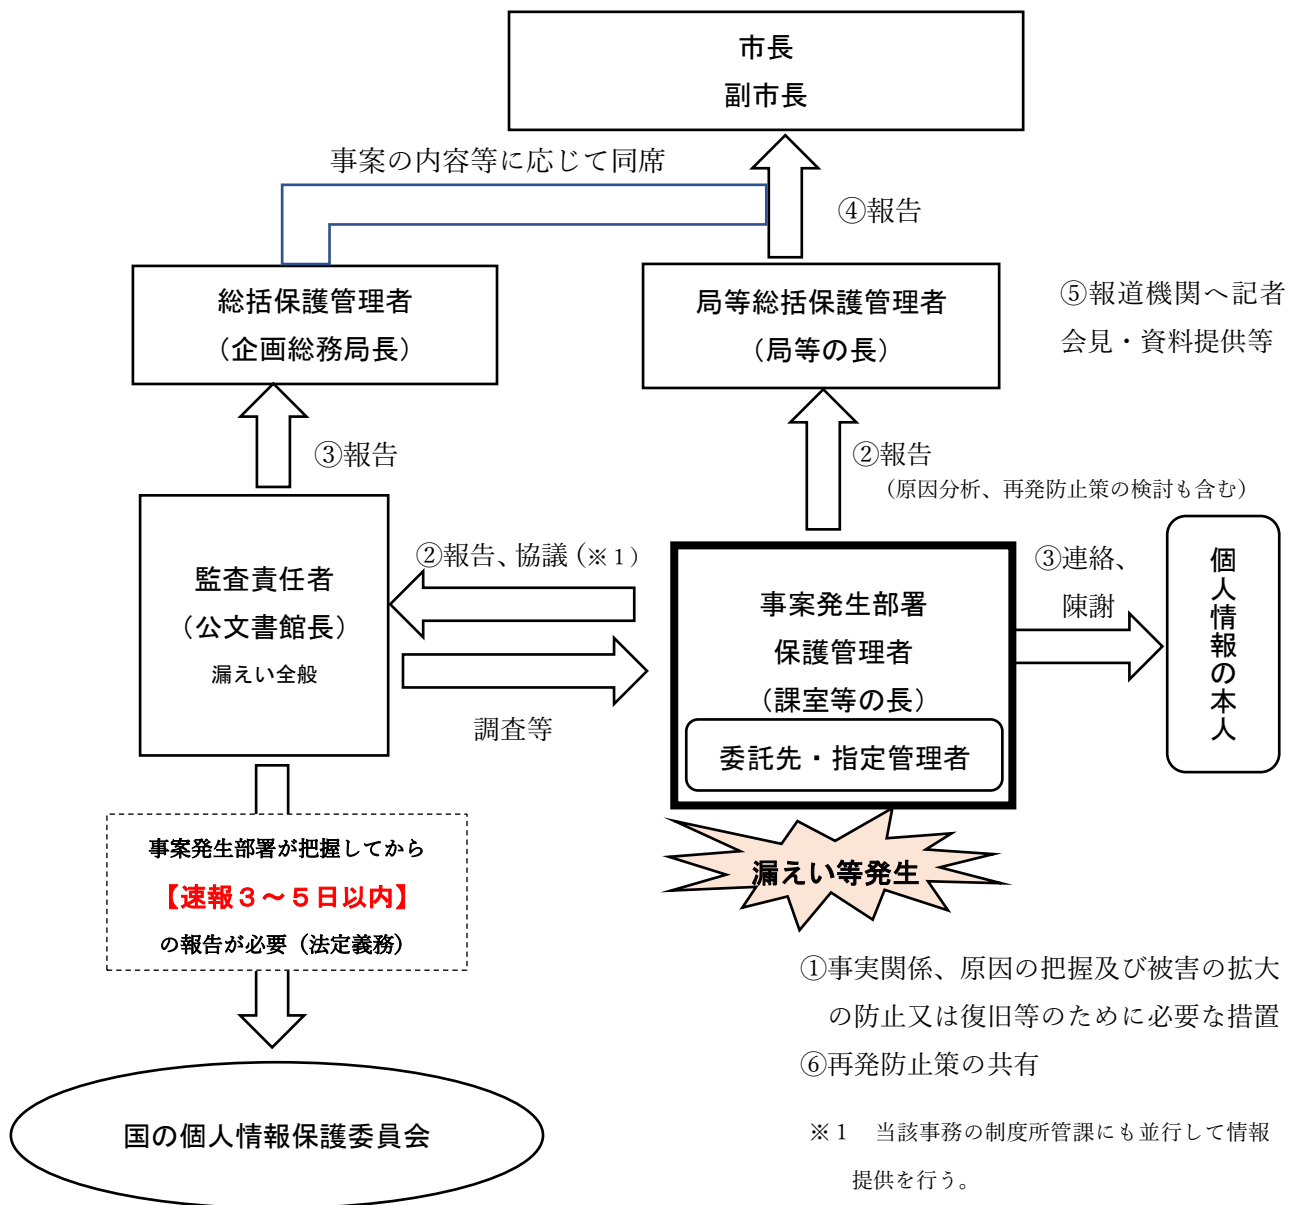 市長
副市長
事案の内容等に応じて同席
④報告
総括保護管理者
（企画総務局長）
局等総括保護管理者
（局等の長）
⑤報道機関へ記者
会見・資料提供等
③報告
②報告
（原因分析、再発防止策の検討も含む）
監査責任者
（公文書館長）
漏えい全般
②報告、協議（※１）
調査等
事案発生部署
保護管理者
（課室等の長）
委託先・指定管理者
③連絡、
陳謝
個人情報の本人
事案発生部署が把握してから
【速報３～５日以内】
の報告が必要（法定義務）
漏えい等発生
①事実関係、原因の把握及び被害の拡大
の防止又は復旧等のために必要な措置
⑥再発防止策の共有
国の個人情報保護委員会
※１　当該事務の制度所管課にも並行して情報
提供を行う。